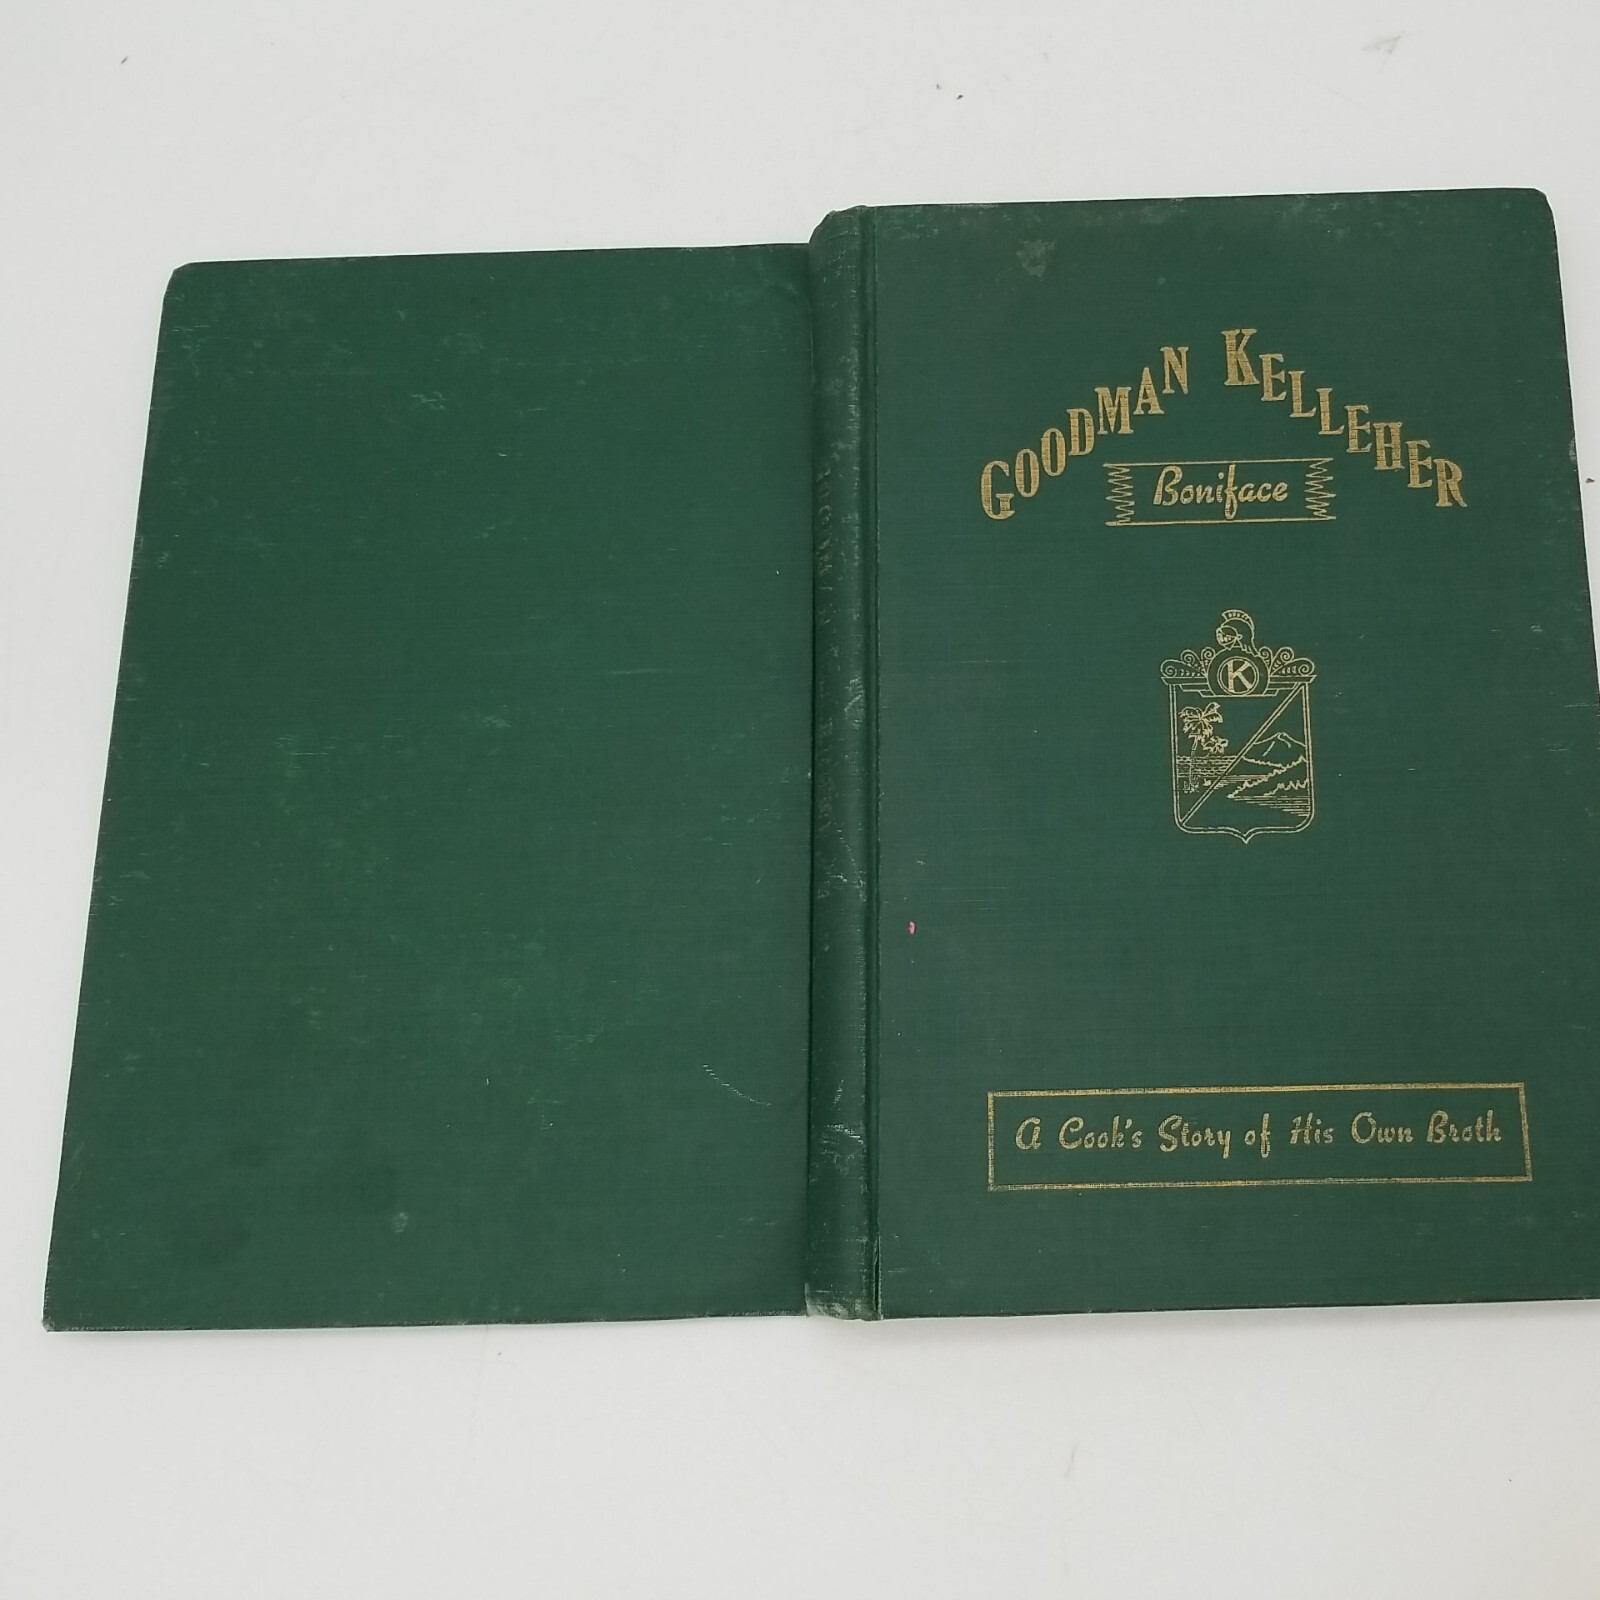 GOODMAN KELLEHER
Boniface
K
A Cook's Story of His Own Broth